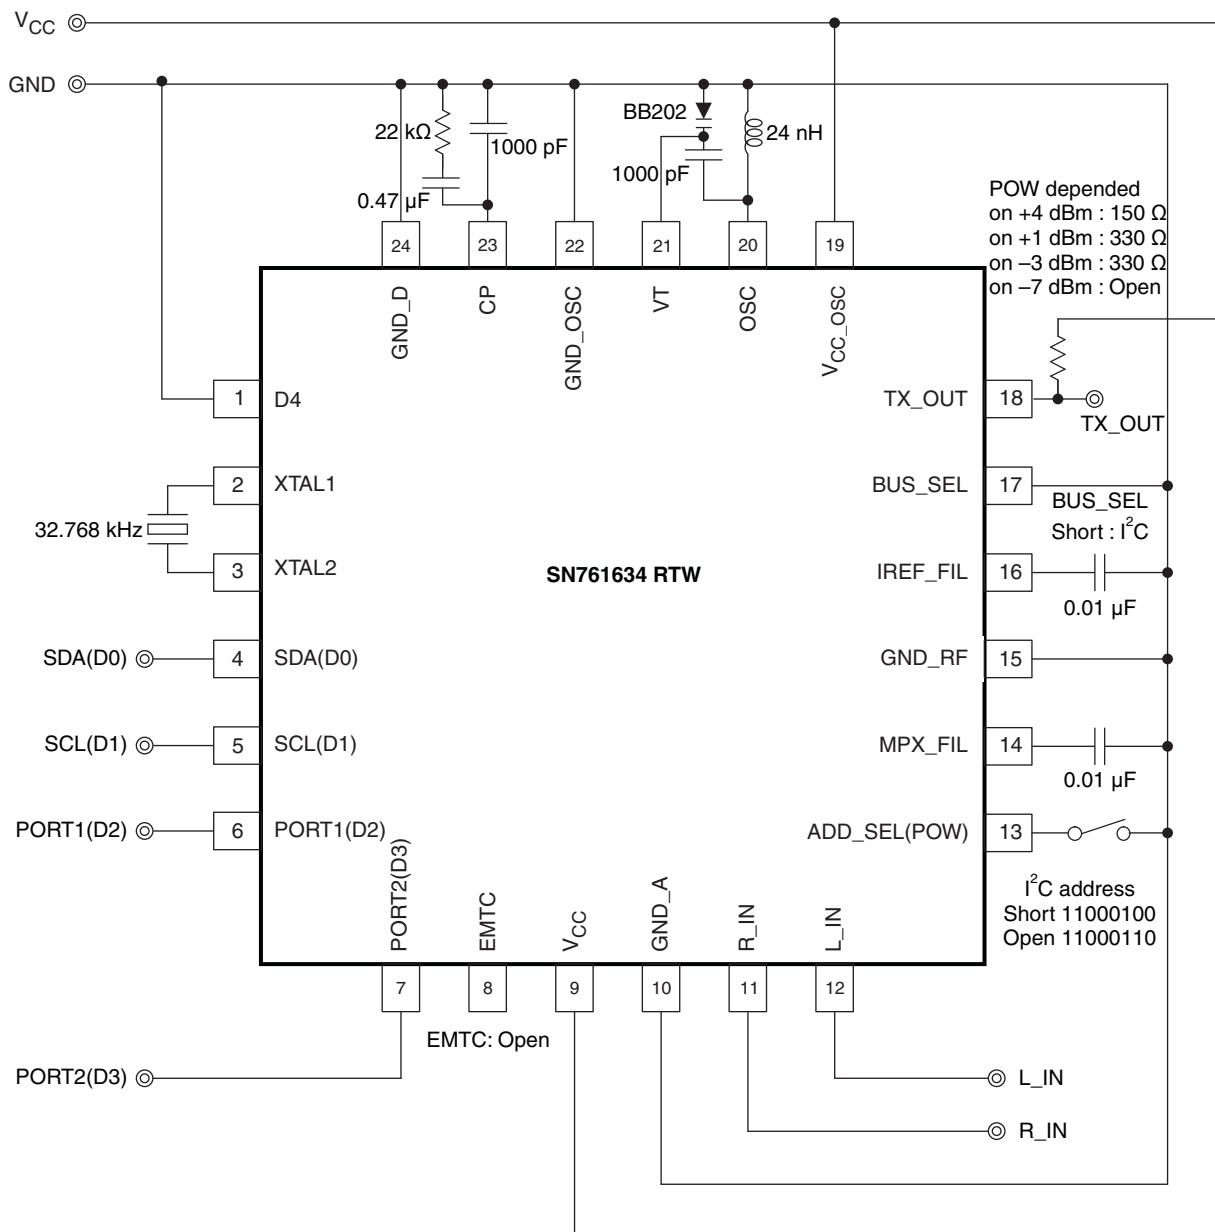 VCC
GND
BB202
22 kΩ
24 nH
1000 pF
1000 pF
0.47 µF
POW depended
on +4 dBm : 150 Ω
on +1 dBm : 330 Ω
on –3 dBm : 330 Ω
on –7 dBm : Open
24
23
22
21
20
19
GND_D
CP
GND_OSC
VT
OSC
VCC_OSC
1
D4
TX_OUT
18
TX_OUT
2
XTAL1
BUS_SEL
17
BUS_SEL
Short : I2C
32.768 kHz
3
XTAL2
SN761634 RTW
IREF_FIL
16
0.01 µF
SDA(D0)
4
SDA(D0)
GND_RF
15
SCL(D1)
5
SCL(D1)
MPX_FIL
14
0.01 µF
PORT1(D2)
6
PORT1(D2)
ADD_SEL(POW)
13
I2C address
Short 11000100
Open 11000110
PORT2(D3)
EMTC
VCC
GND_A
R_IN
L_IN
7
8
9
10
11
12
EMTC: Open
PORT2(D3)
L_IN
R_IN